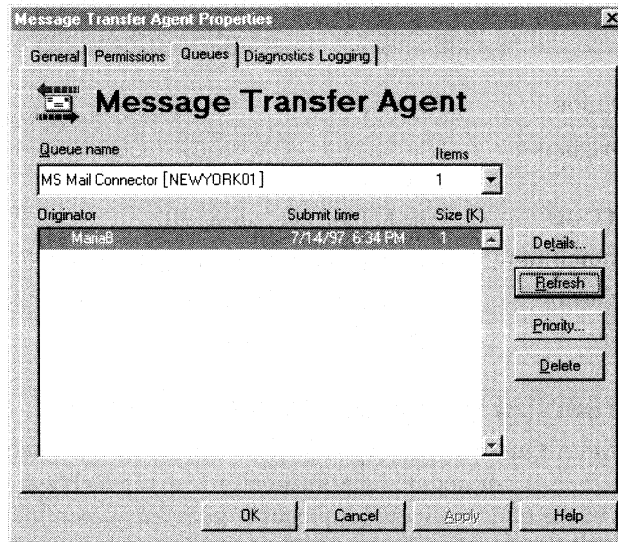 Message Transfer Agent Properties
General Permissions Queues Diagnostics Logging
Message Transfer Agent
Queue name Items
MS Mail Connector [NEWYORK01] 1
Originator Submit time Size (K)
MariaB 7/14/97 6:34 PM 1
Details...
Refresh
Priority...
Delete
OK Cancel Apply Help